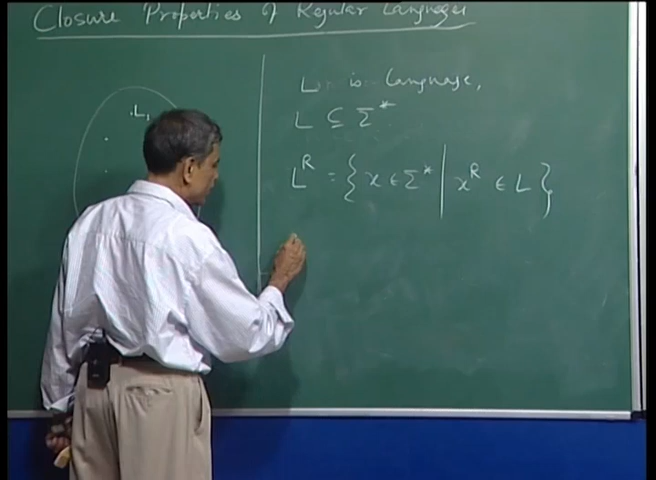 Closure Properties of Regular Languages
.L₁
L is language,
L ⊆ Σ*
L^R = { x ∈ Σ* | x^R ∈ L }